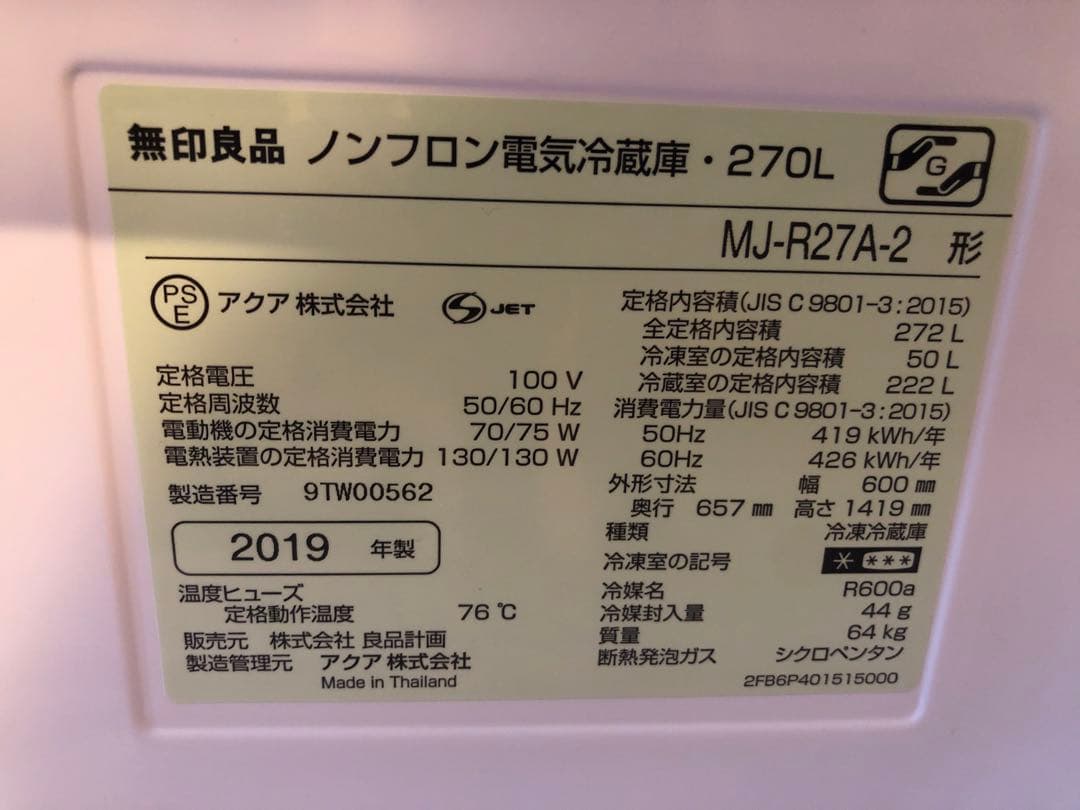 無印良品 ノンフロン電気冷蔵庫・270L
G
MJ-R27A-2 形
PS
E
アクア 株式会社
S JET
定格電圧 100 V
定格周波数 50/60 Hz
電動機の定格消費電力 70/75 W
電熱装置の定格消費電力 130/130 W
製造番号 9TW00562
2019 年製
温度ヒューズ
定格動作温度 76 ℃
販売元 株式会社 良品計画
製造管理元 アクア 株式会社
Made in Thailand
定格内容積(JIS C 9801-3:2015)
全定格内容積 272 L
冷凍室の定格内容積 50 L
冷蔵室の定格内容積 222 L
消費電力量(JIS C 9801-3:2015)
50Hz 419 kWh/年
60Hz 426 kWh/年
外形寸法 幅 600 ㎜
奥行 657 ㎜ 高さ 1419 ㎜
種類 冷凍冷蔵庫
冷凍室の記号 * ***
冷媒名 R600a
冷媒封入量 44 g
質量 64 kg
断熱発泡ガス シクロペンタン
2FB6P401515000